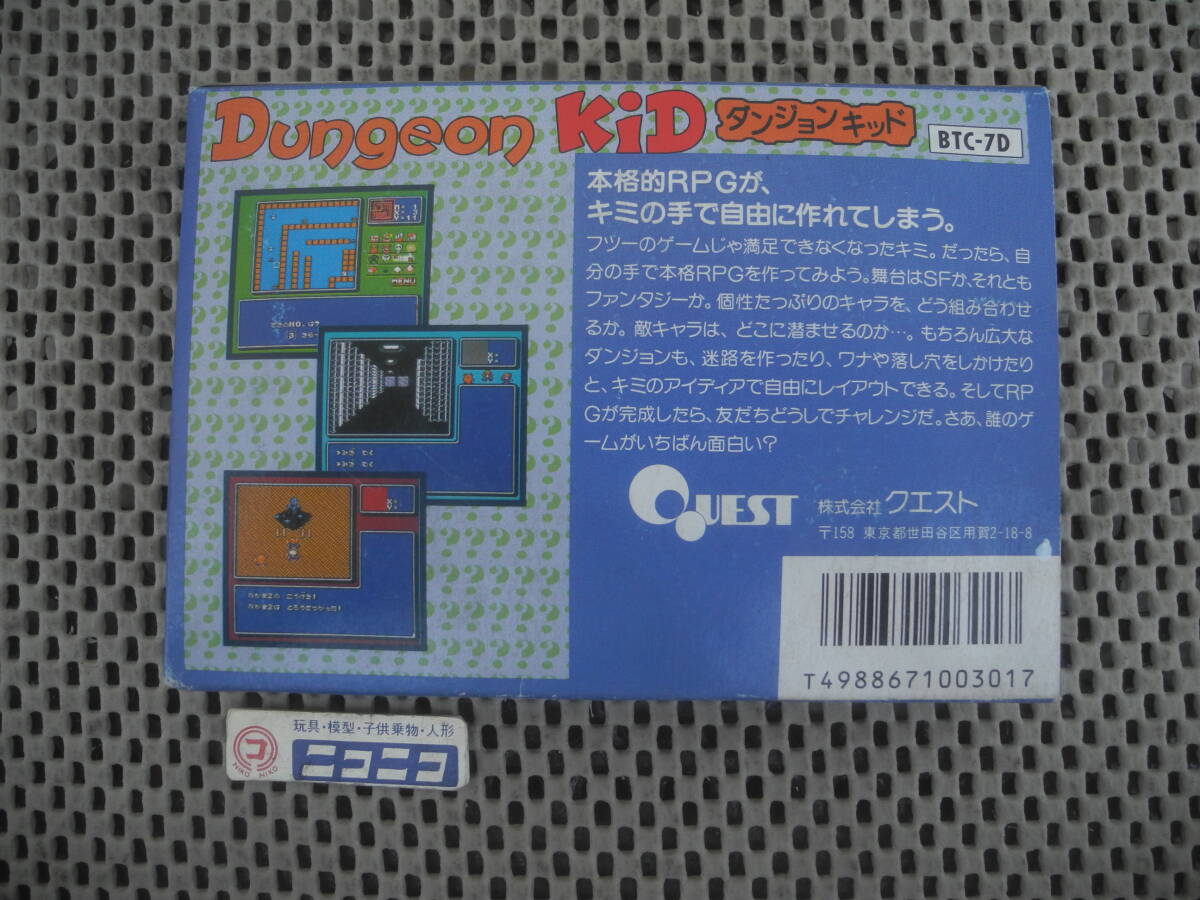 Dungeon KiD ダンジョンキッド
BTC-7D
本格的RPGが、
キミの手で自由に作れてしまう。
フツーのゲームじゃ満足できなくなったキミ。だったら、自
分の手で本格RPGを作ってみよう。舞台はSFか、それとも
ファンタジーか。個性たっぷりのキャラを、どう組み合わせ
るか。敵キャラは、どこに潜ませるのか…。もちろん広大な
ダンジョンも、迷路を作ったり、ワナや落し穴をしかけたり
と、キミのアイディアで自由にレイアウトできる。そしてRP
Gが完成したら、友だちどうしでチャレンジだ。さあ、誰のゲ
ームがいちばん面白い?
MENU
QUEST 株式会社 クエスト
〒158 東京都世田谷区用賀2-18-8
T4988671003017
玩具・模型・子供乗物・人形
ニコニコ
コ
NIKO NIKO